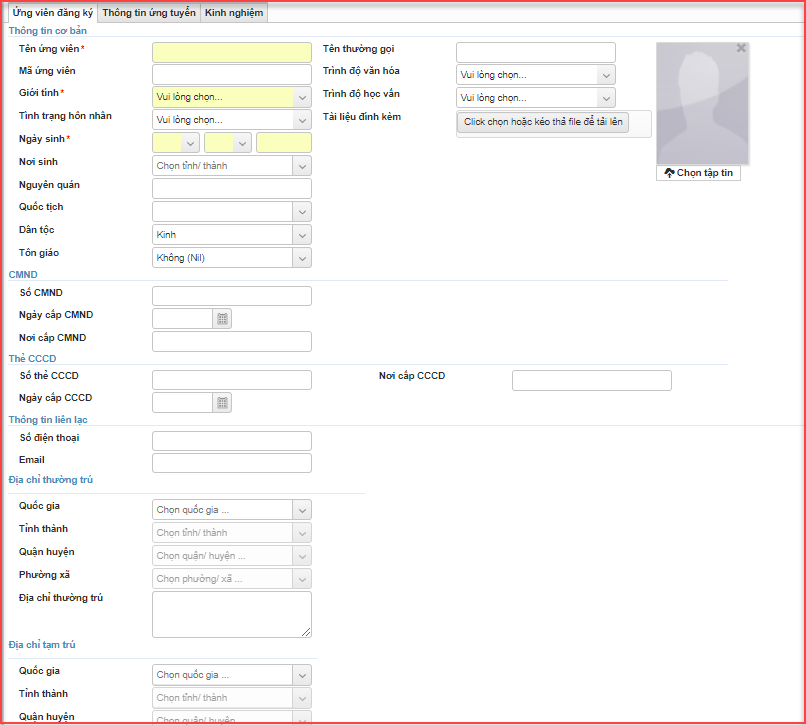 Ứng viên đăng ký Thông tin ứng tuyển Kinh nghiệm
Thông tin cơ bản
Tên ứng viên* Tên thường gọi
Mã ứng viên Trình độ văn hóa Vui lòng chọn...
Giới tính* Vui lòng chọn... Trình độ học vấn Vui lòng chọn...
Tình trạng hôn nhân Vui lòng chọn... Tài liệu đính kèm Click chọn hoặc kéo thả file để tải lên
Ngày sinh*
Nơi sinh Chọn tỉnh/ thành
Chọn tập tin
Nguyên quán
Quốc tịch
Dân tộc Kinh
Tôn giáo Không (Nil)
CMND
Số CMND
Ngày cấp CMND
Nơi cấp CMND
Thẻ CCCD
Số thẻ CCCD Nơi cấp CCCD
Ngày cấp CCCD
Thông tin liên lạc
Số điện thoại
Email
Địa chỉ thường trú
Quốc gia Chọn quốc gia ...
Tỉnh thành Chọn tỉnh/ thành
Quận huyện Chọn quận/ huyện ...
Phường xã Chọn phường/ xã ...
Địa chỉ thường trú
Địa chỉ tạm trú
Quốc gia Chọn quốc gia ...
Tỉnh thành Chọn tỉnh/ thành
Quận huyện Chọn quận/ huyện ...